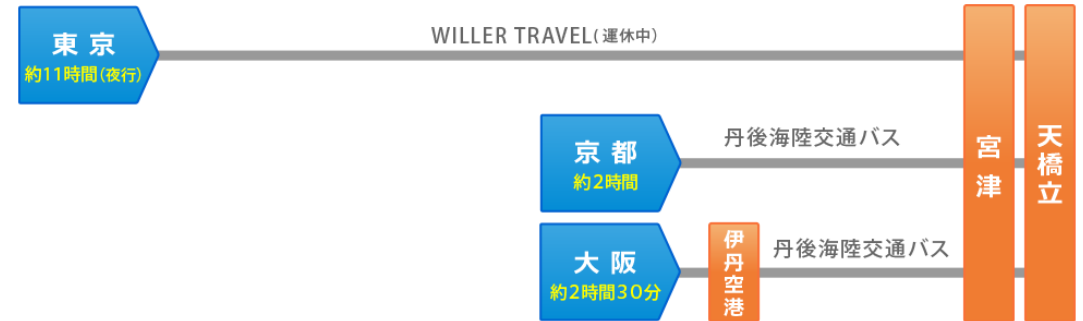 東京
約11時間(夜行)
WILLER TRAVEL(運休中)
京都
約2時間
丹後海陸交通バス
大阪
約2時間30分
伊丹空港
丹後海陸交通バス
宮津
天橋立